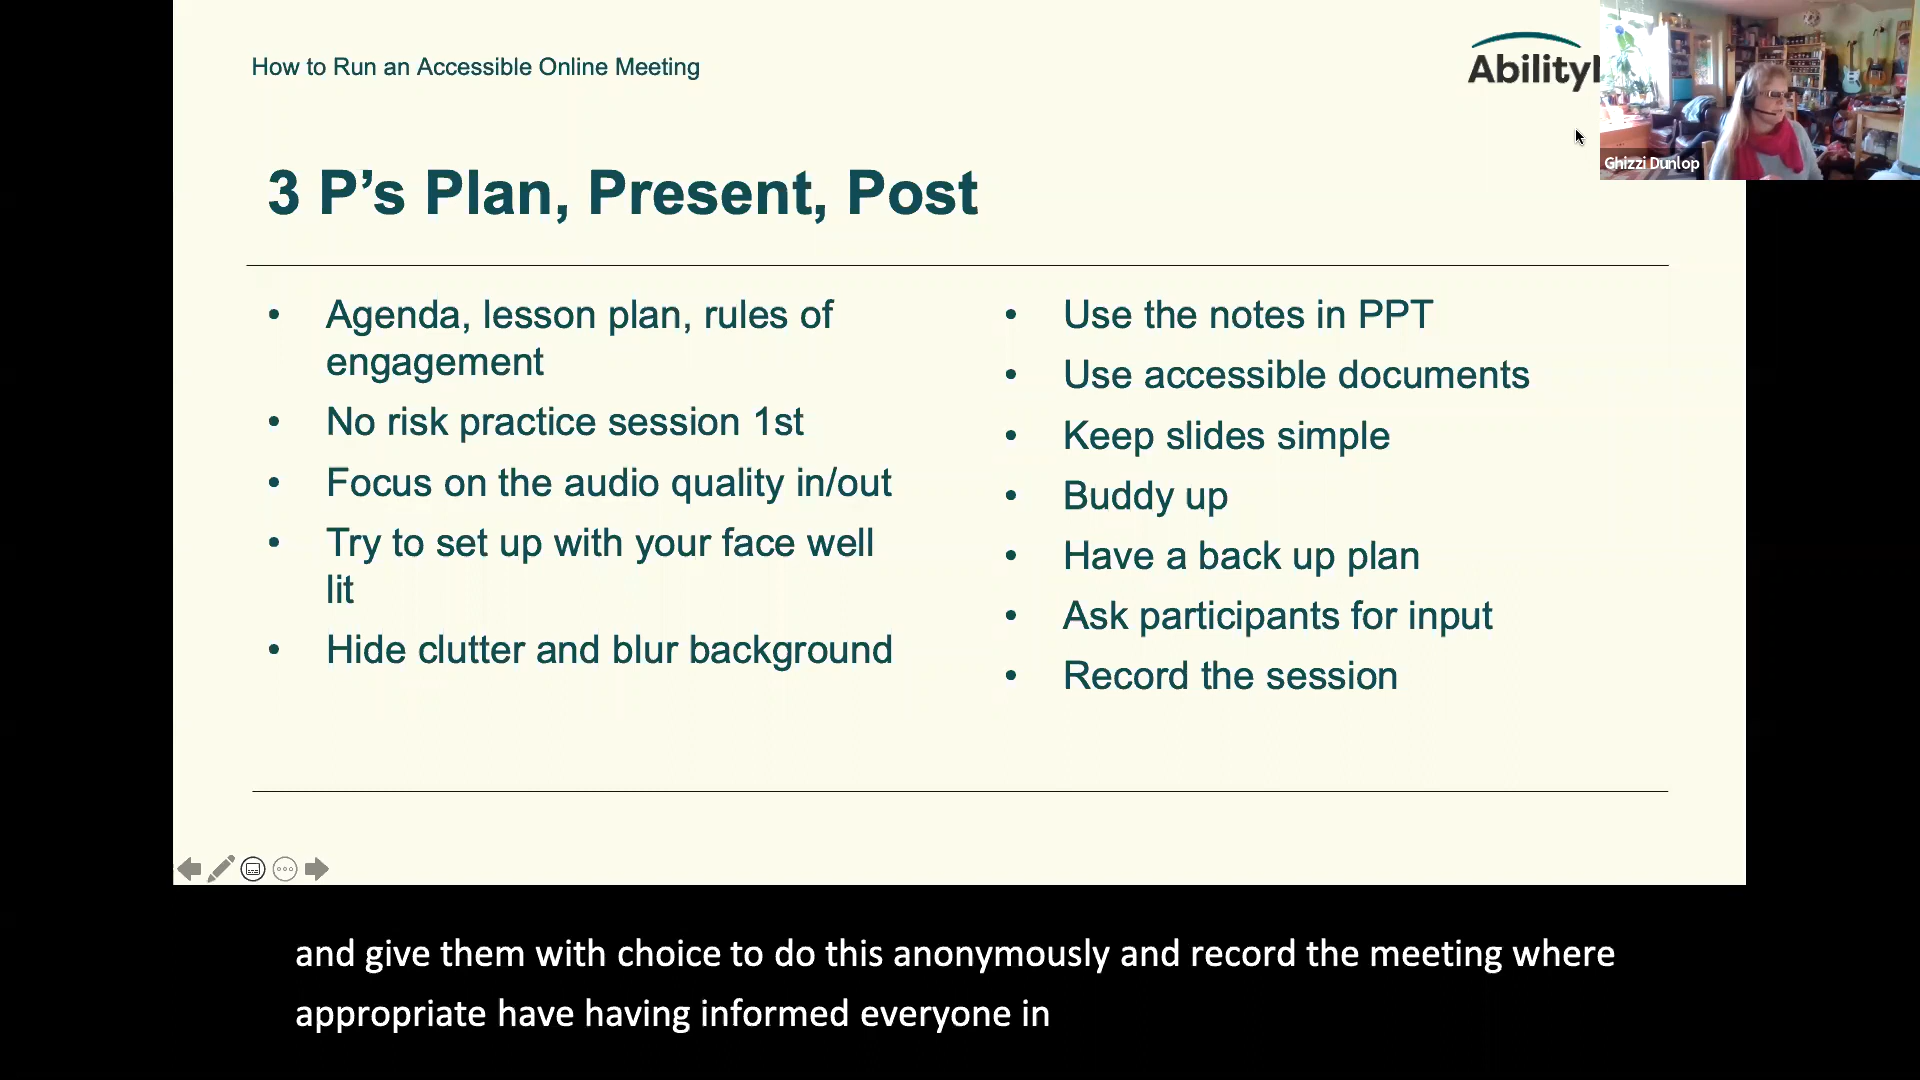 How to Run an Accessible Online Meeting
Ability
Ghizzi Dunlop
3 P’s Plan, Present, Post
• Agenda, lesson plan, rules of
engagement
• No risk practice session 1st
• Focus on the audio quality in/out
• Try to set up with your face well
lit
• Hide clutter and blur background
• Use the notes in PPT
• Use accessible documents
• Keep slides simple
• Buddy up
• Have a back up plan
• Ask participants for input
• Record the session
and give them with choice to do this anonymously and record the meeting where
appropriate have having informed everyone in